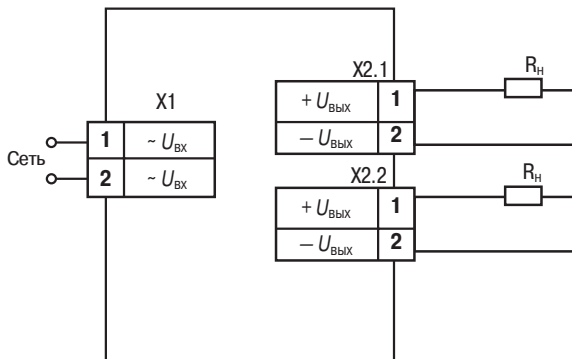 X2.1
Rн
+ Uвых 1
X1
1 ~ Uвх
– Uвых 2
Сеть
2 ~ Uвх
X2.2
Rн
+ Uвых 1
– Uвых 2